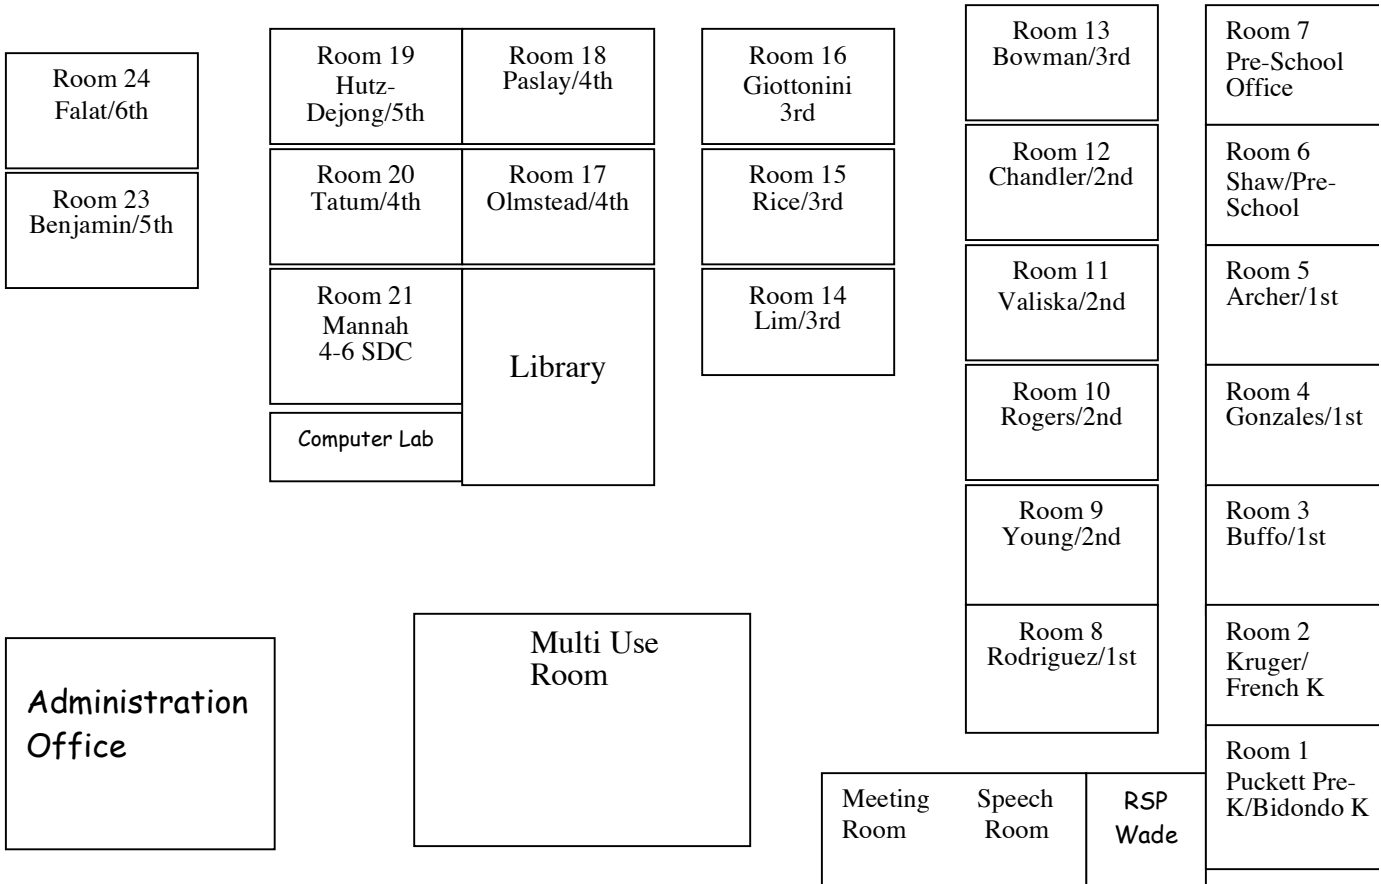 Room 24
Falat/6th
Room 23
Benjamin/5th
Room 19
Hutz-
Dejong/5th
Room 18
Paslay/4th
Room 20
Tatum/4th
Room 17
Olmstead/4th
Room 21
Mannah
4-6 SDC
Library
Computer Lab
Room 16
Giottonini
3rd
Room 15
Rice/3rd
Room 14
Lim/3rd
Room 13
Bowman/3rd
Room 12
Chandler/2nd
Room 11
Valiska/2nd
Room 10
Rogers/2nd
Room 9
Young/2nd
Room 8
Rodriguez/1st
Room 7
Pre-School
Office
Room 6
Shaw/Pre-
School
Room 5
Archer/1st
Room 4
Gonzales/1st
Room 3
Buffo/1st
Room 2
Kruger/
French K
Room 1
Puckett Pre-
K/Bidondo K
Administration
Office
Multi Use
Room
Meeting
Room
Speech
Room
RSP
Wade